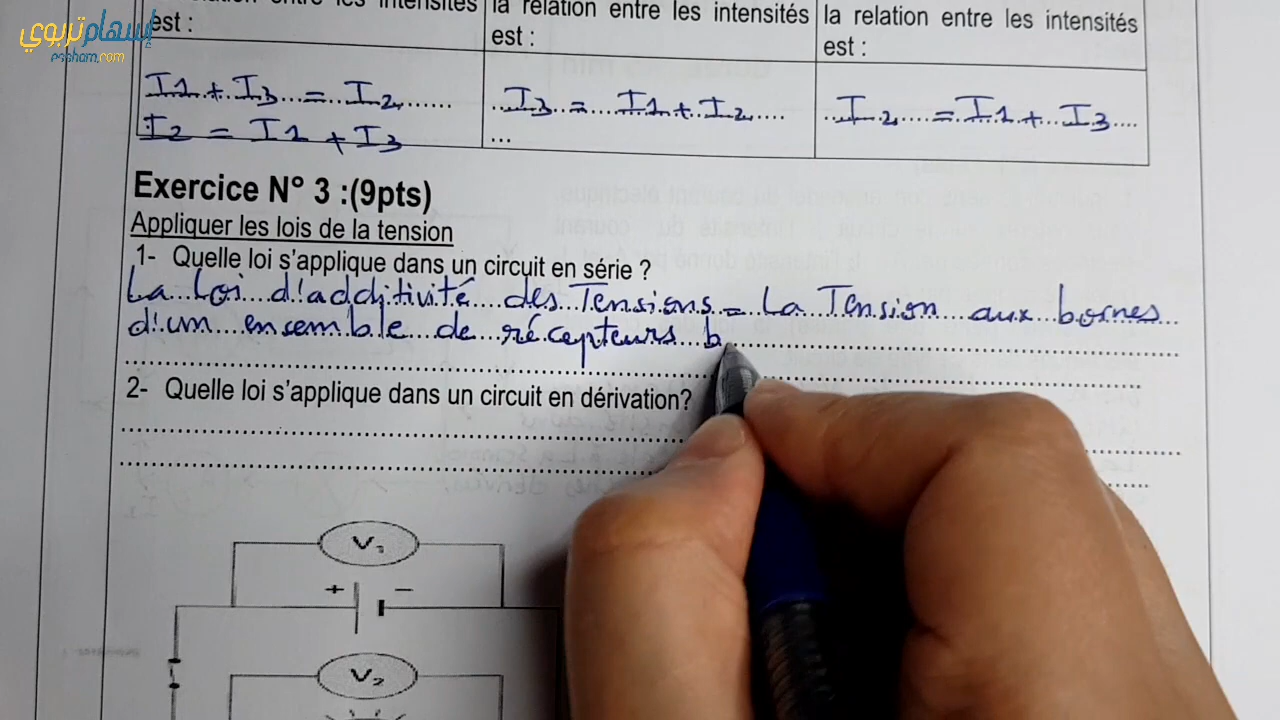 إسهام تربوي
essham.com
les intensités
la relation entre les intensités
la relation entre les intensités
est :
est :
est :
I1 + I3 = I2
I2 = I1 + I3
I3 = I1 + I2
...
I2 = I1 + I3
Exercice N° 3 :(9pts)
Appliquer les lois de la tension
1- Quelle loi s'applique dans un circuit en série ?
La Loi d'additivité des Tensions = La Tension aux bornes
d'un ensemble de récepteurs b
2- Quelle loi s'applique dans un circuit en dérivation?
V1
+ −
V2